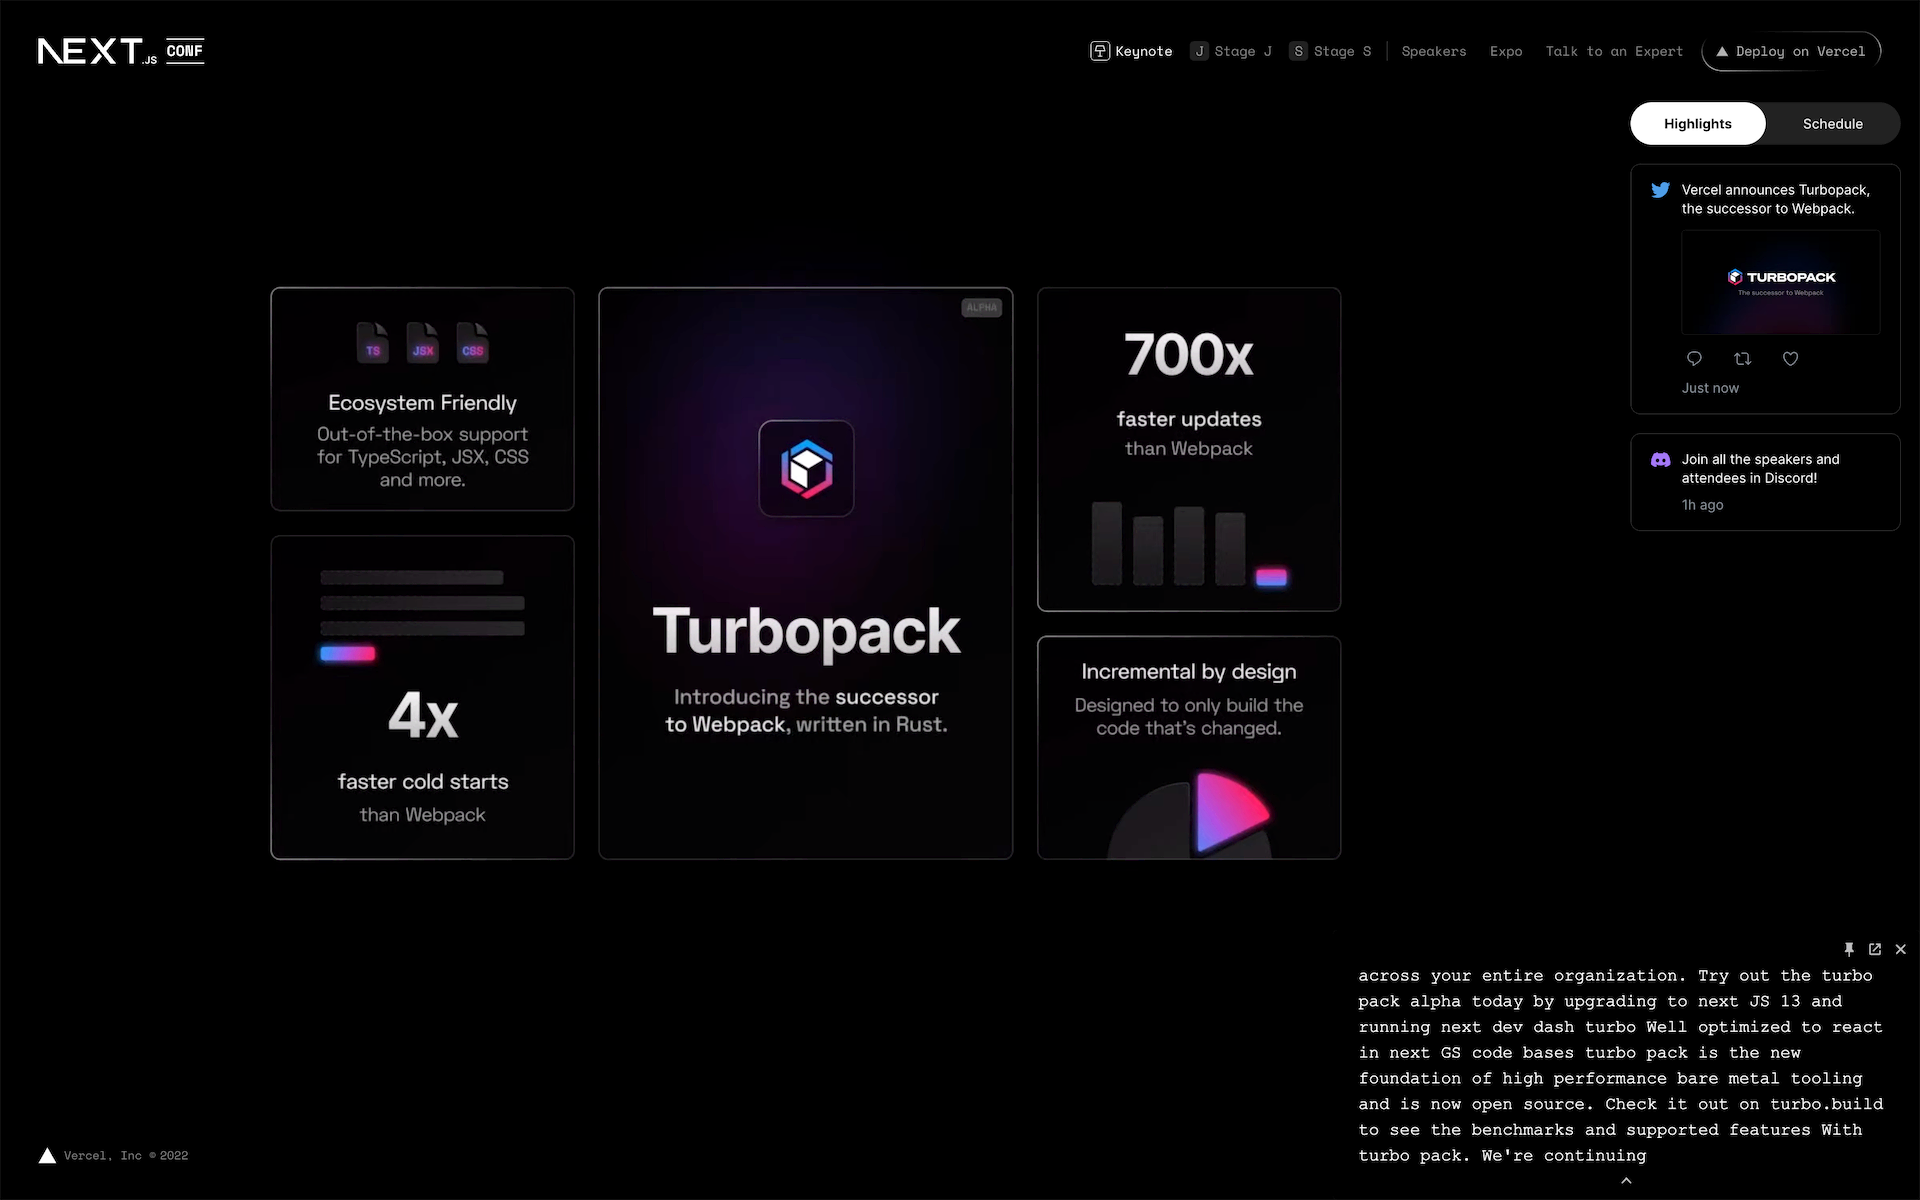 NEXT.JS CONF
Keynote
J Stage J
S Stage S
Speakers
Expo
Talk to an Expert
Deploy on Vercel
Highlights
Schedule
Vercel announces Turbopack,
the successor to Webpack.
TURBOPACK
The successor to Webpack
Just now
Join all the speakers and
attendees in Discord!
1h ago
TS JSX CSS
Ecosystem Friendly
Out-of-the-box support
for TypeScript, JSX, CSS
and more.
4x
faster cold starts
than Webpack
ALPHA
Turbopack
Introducing the successor
to Webpack, written in Rust.
700x
faster updates
than Webpack
Incremental by design
Designed to only build the
code that's changed.
across your entire organization. Try out the turbo
pack alpha today by upgrading to next JS 13 and
running next dev dash turbo Well optimized to react
in next GS code bases turbo pack is the new
foundation of high performance bare metal tooling
and is now open source. Check it out on turbo.build
to see the benchmarks and supported features With
turbo pack. We're continuing
Vercel, Inc © 2022